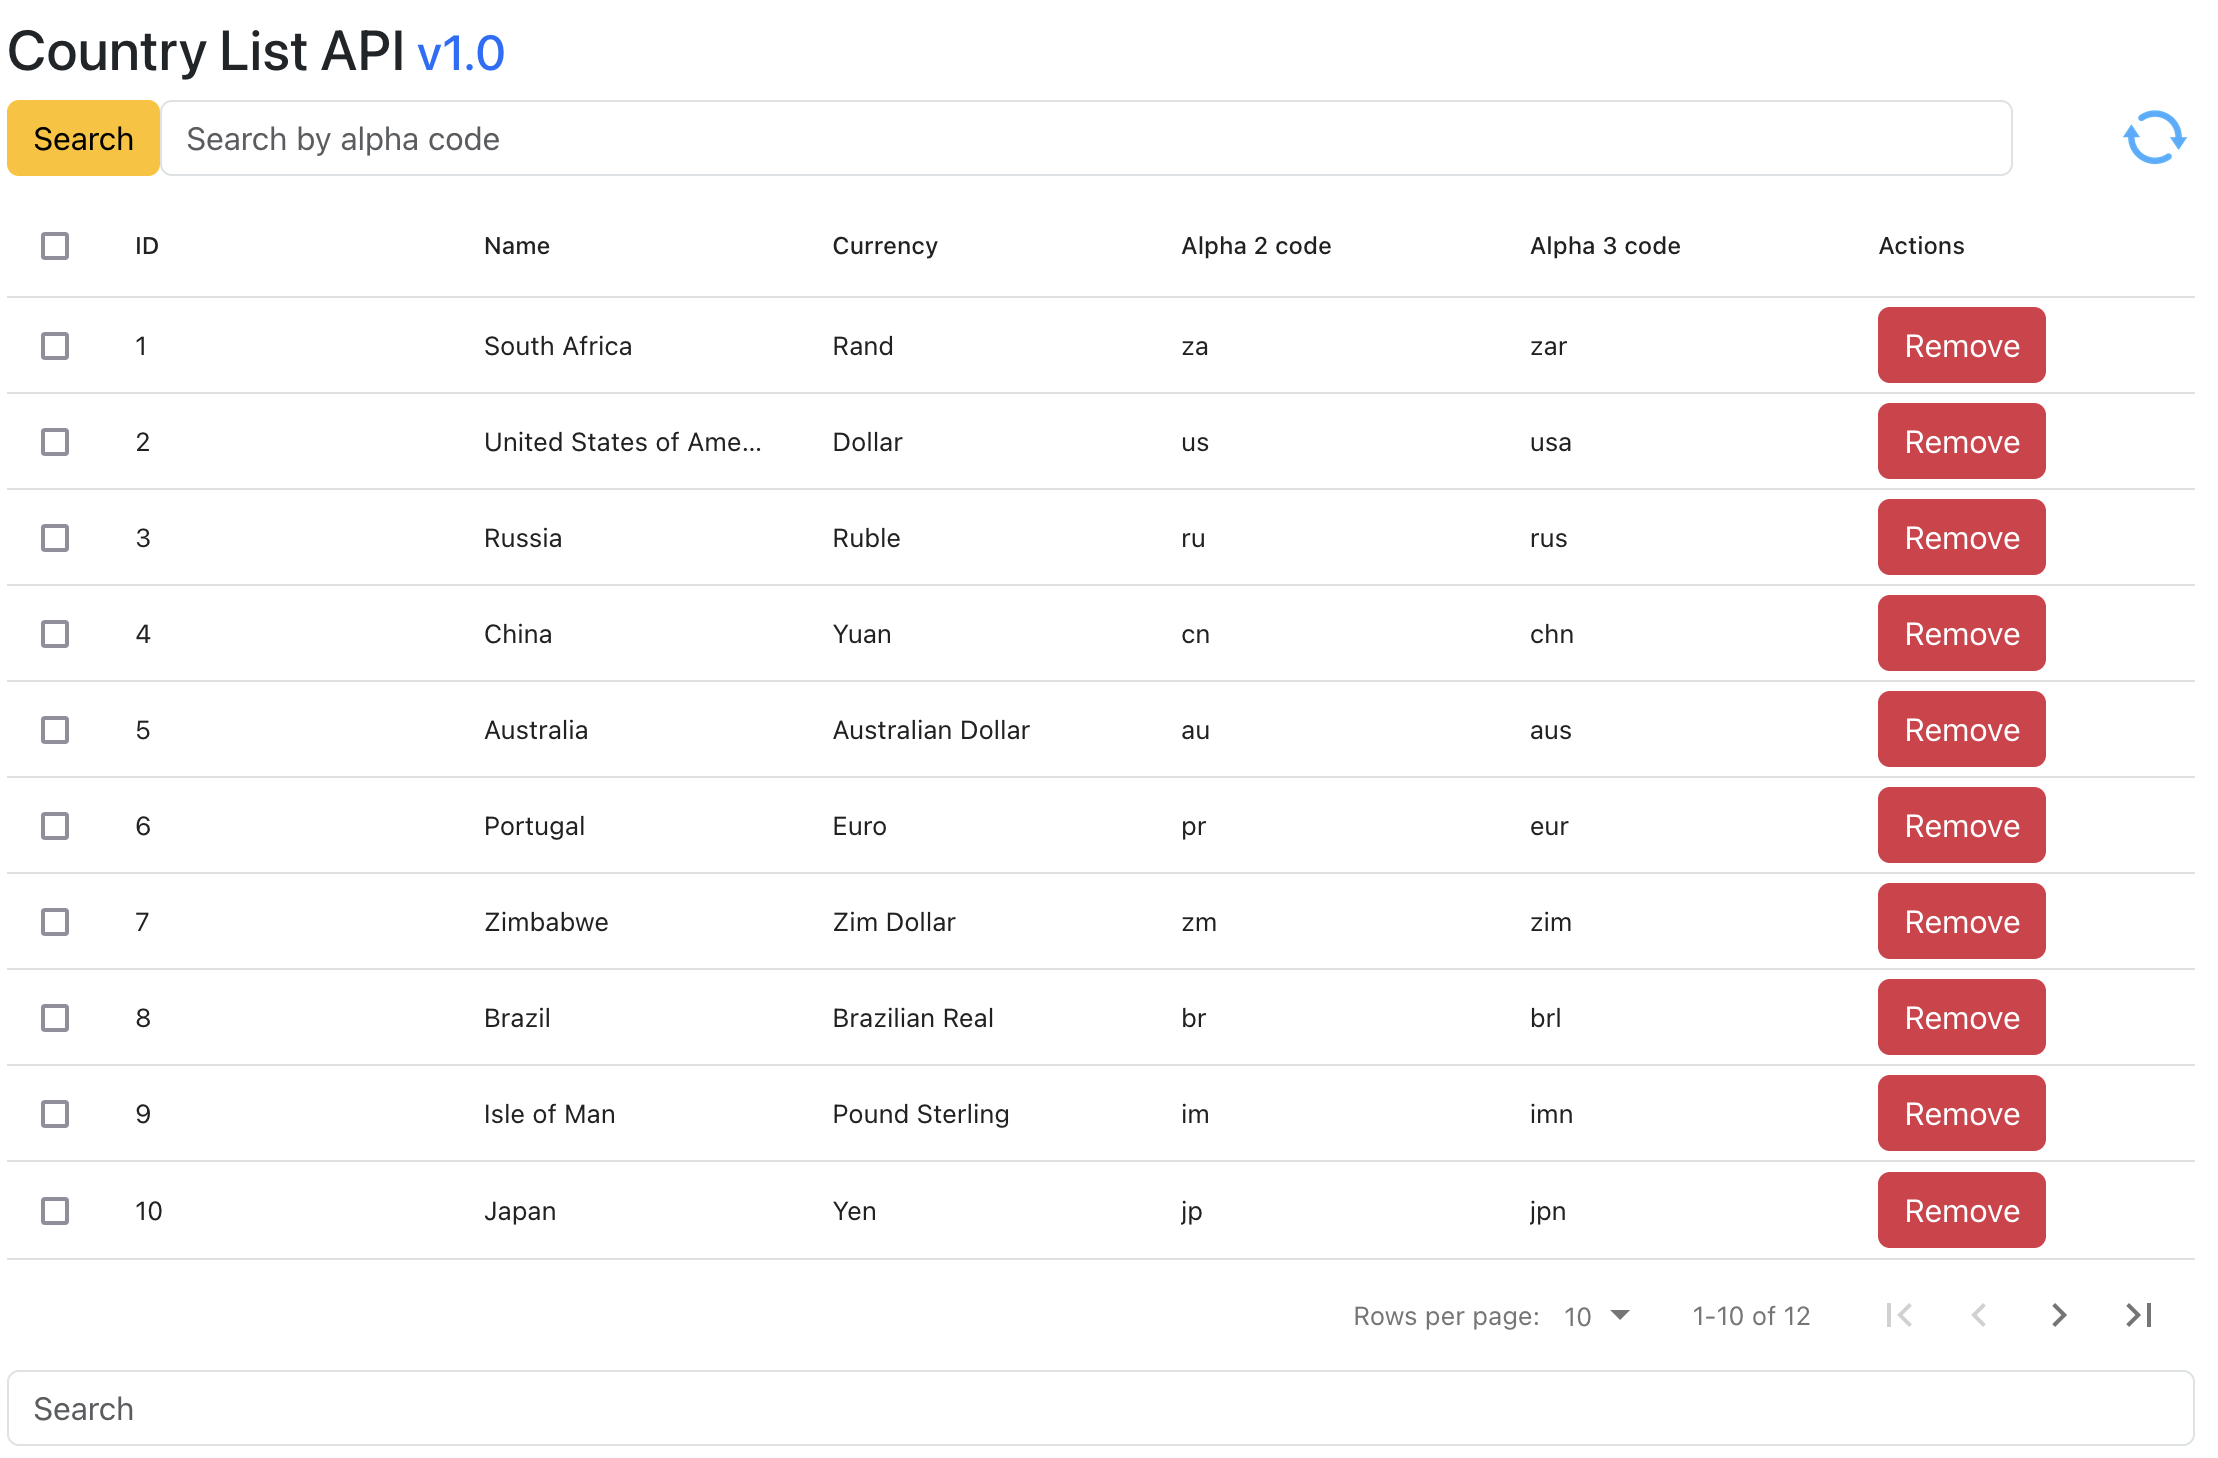 Country List API v1.0
Search Search by alpha code
ID Name Currency Alpha 2 code Alpha 3 code Actions
1 South Africa Rand za zar Remove
2 United States of Ame... Dollar us usa Remove
3 Russia Ruble ru rus Remove
4 China Yuan cn chn Remove
5 Australia Australian Dollar au aus Remove
6 Portugal Euro pr eur Remove
7 Zimbabwe Zim Dollar zm zim Remove
8 Brazil Brazilian Real br brl Remove
9 Isle of Man Pound Sterling im imn Remove
10 Japan Yen jp jpn Remove
Rows per page: 10 1-10 of 12
Search